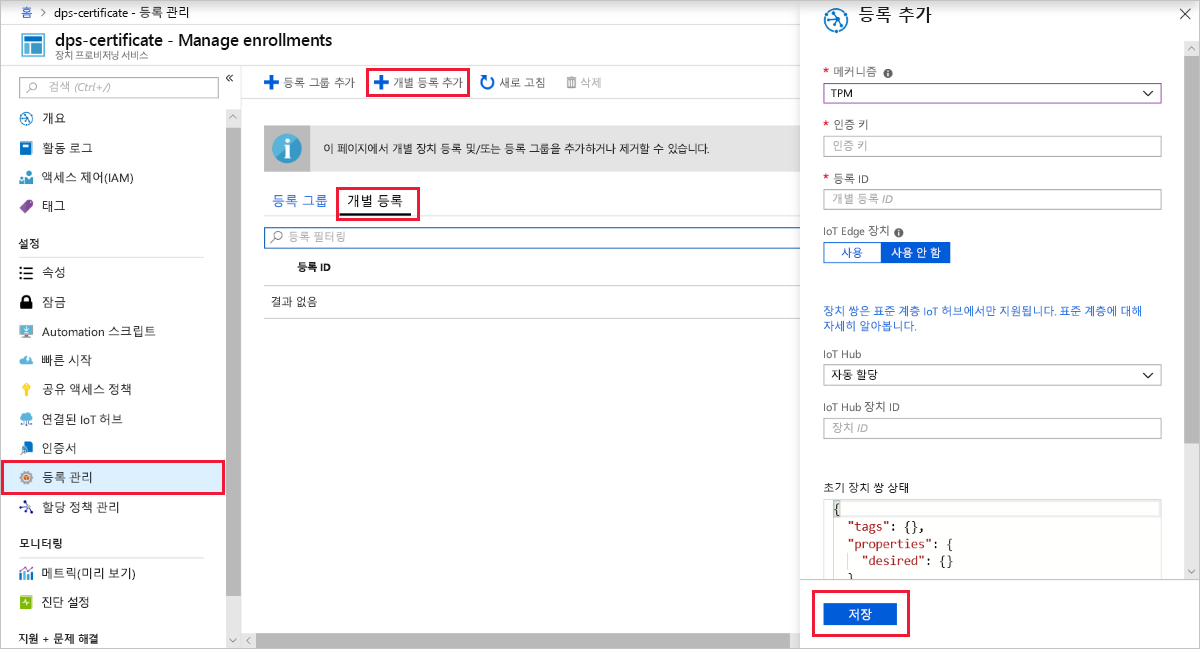 홈 > dps-certificate - 등록 관리
dps-certificate - Manage enrollments
장치 프로비저닝 서비스
검색 (Ctrl+/)
«
개요
활동 로그
액세스 제어(IAM)
태그
설정
속성
잠금
Automation 스크립트
빠른 시작
공유 액세스 정책
연결된 IoT 허브
인증서
등록 관리
할당 정책 관리
모니터링
메트릭(미리 보기)
진단 설정
지원 + 문제 해결
등록 그룹 추가
개별 등록 추가
새로 고침
삭제
이 페이지에서 개별 장치 등록 및/또는 등록 그룹을 추가하거나 제거할 수 있습니다.
등록 그룹
개별 등록
등록 필터링
등록 ID
결과 없음
등록 추가
* 메커니즘
TPM
* 인증 키
인증 키
* 등록 ID
개별 등록 ID
IoT Edge 장치
사용
사용 안 함
장치 쌍은 표준 계층 IoT 허브에서만 지원됩니다. 표준 계층에 대해
자세히 알아봅니다.
IoT Hub
자동 할당
IoT Hub 장치 ID
장치 ID
초기 장치 쌍 상태
{
"tags": {},
"properties": {
"desired": {}
}
저장